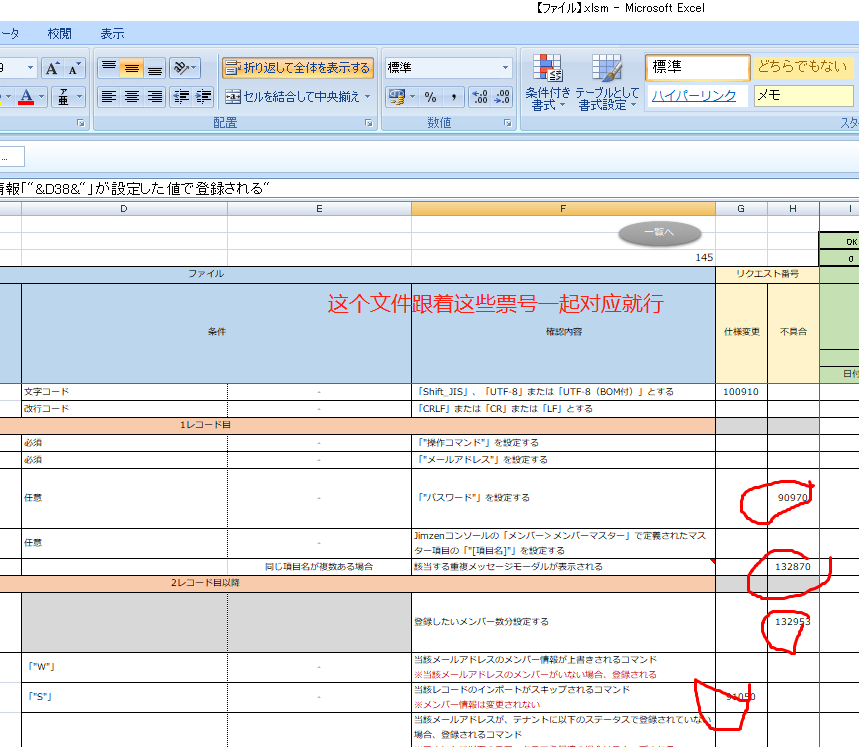 【ファイル】.xlsm - Microsoft Excel
ータ 校閲 表示
9 A A 折り返して全体を表示する 標準 標準 どちらでもない
A 亜 セルを結合して中央揃え % , 条件付き書式 テーブルとして書式設定 ハイパーリンク メモ
配置 数値 スタ
...
情報「“&D38&“」が設定した値で登録される“
D E F G H I
一覧へ
OK
145 0
ファイル リクエスト番号
这个文件跟着这些票号一起对应就行
条件 確認内容 仕様変更 不具合
日付
文字コード - 「Shift_JIS」、「UTF-8」または「UTF-8（BOM付）」とする 100910
改行コード - 「CRLF」または「CR」または「LF」とする
1レコード目
必須 - 「"操作コマンド"」を設定する
必須 - 「"メールアドレス"」を設定する
任意 - 「"パスワード"」を設定する 90970
任意 - Jimzenコンソールの「メンバー＞メンバーマスター」で定義されたマス
ター項目の「"[項目名]"」を設定する
同じ項目名が複数ある場合 該当する重複メッセージモーダルが表示される 132870
2レコード目以降
登録したいメンバー数分設定する 132953
「"W"」 - 当該メールアドレスのメンバー情報が上書きされるコマンド
※当該メールアドレスのメンバーがいない場合、登録される
「"S"」 - 当該レコードのインポートがスキップされるコマンド 91050
※メンバー情報は変更されない
当該メールアドレスが、テナントに以下のステータスで登録されていない
場合、登録されるコマンド